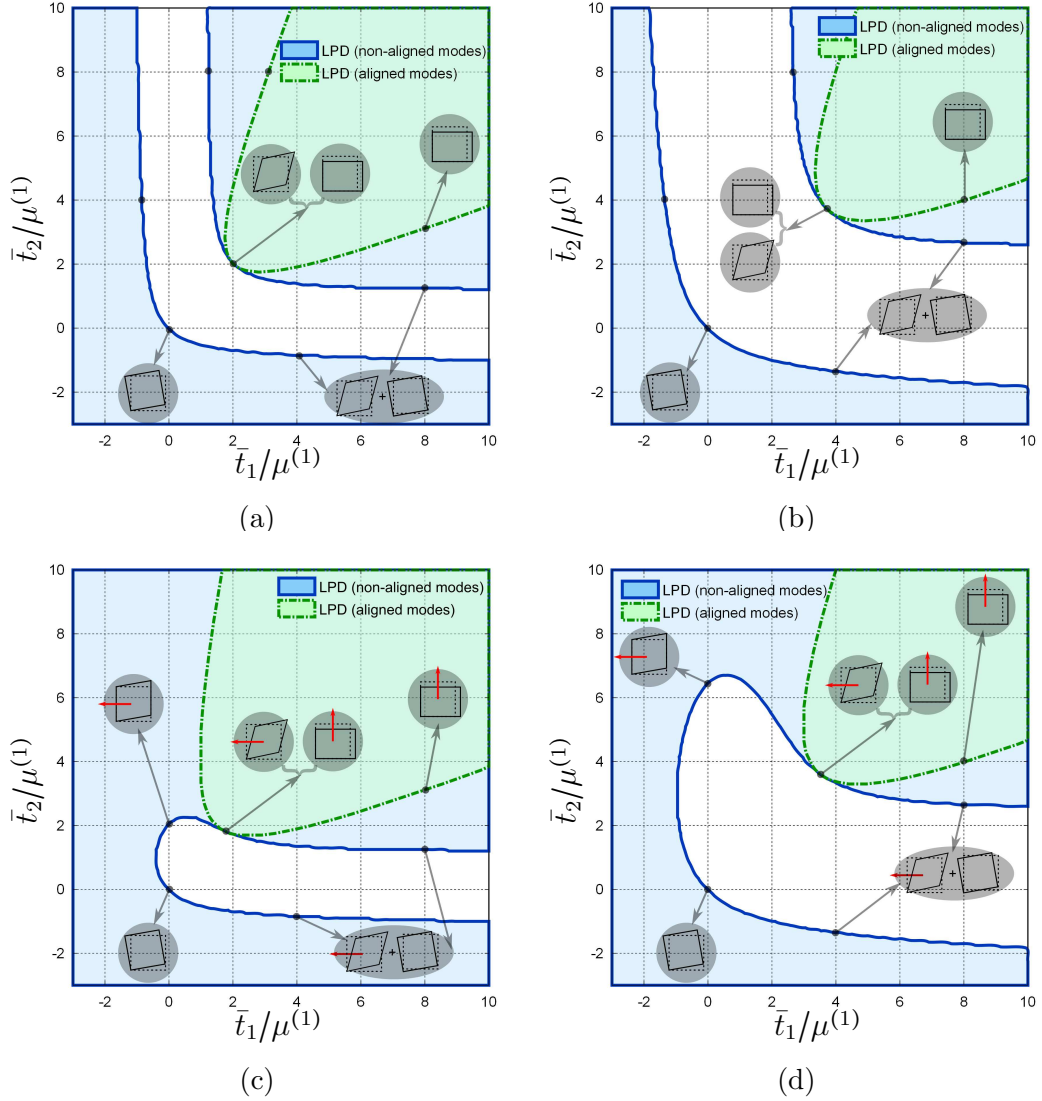 10
8
6
4
2
0
-2
-2 0 2 4 6 8 10
t̄₂/μ⁽¹⁾
t̄₁/μ⁽¹⁾
LPD (non-aligned modes)
LPD (aligned modes)
+
(a)
10
8
6
4
2
0
-2
-2 0 2 4 6 8 10
t̄₂/μ⁽¹⁾
t̄₁/μ⁽¹⁾
LPD (non-aligned modes)
LPD (aligned modes)
+
(b)
10
8
6
4
2
0
-2
-2 0 2 4 6 8 10
t̄₂/μ⁽¹⁾
t̄₁/μ⁽¹⁾
LPD (non-aligned modes)
LPD (aligned modes)
+
(c)
10
8
6
4
2
0
-2
-2 0 2 4 6 8 10
t̄₂/μ⁽¹⁾
t̄₁/μ⁽¹⁾
LPD (non-aligned modes)
LPD (aligned modes)
+
(d)